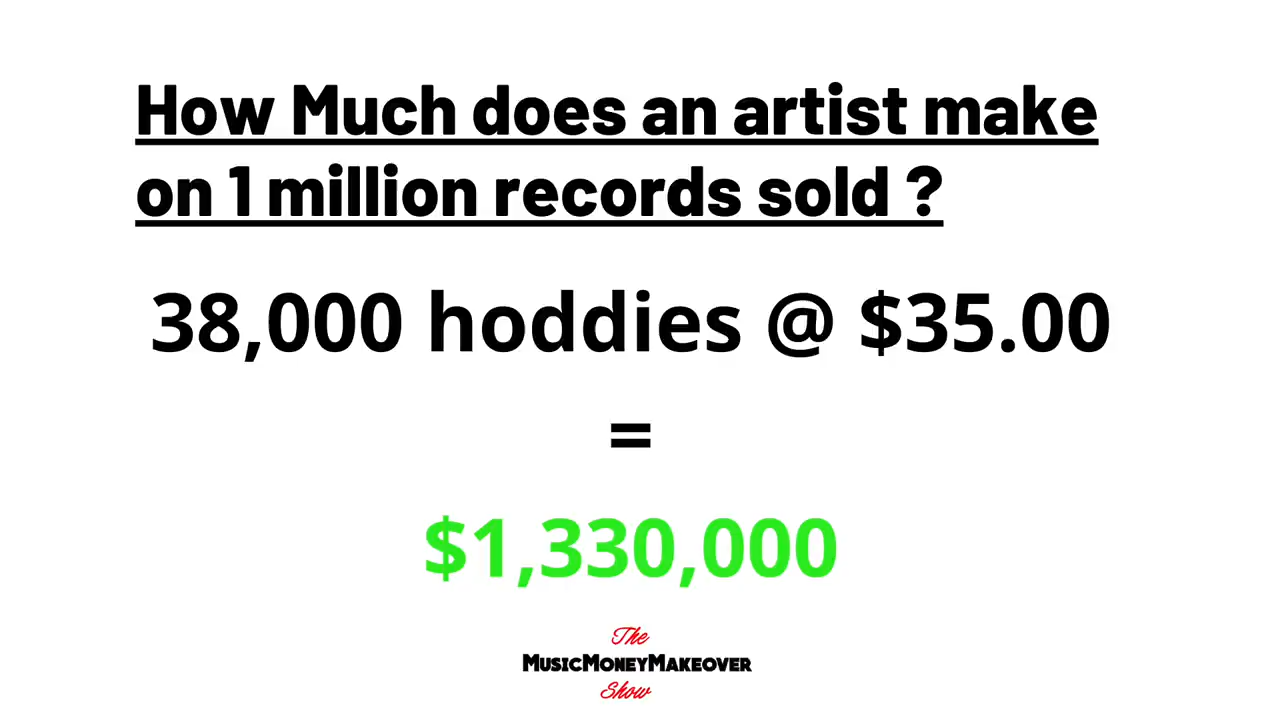 How Much does an artist make
on 1 million records sold ?
38,000 hoddies @ $35.00
=
$1,330,000
The
MusicMoneyMakeover
Show